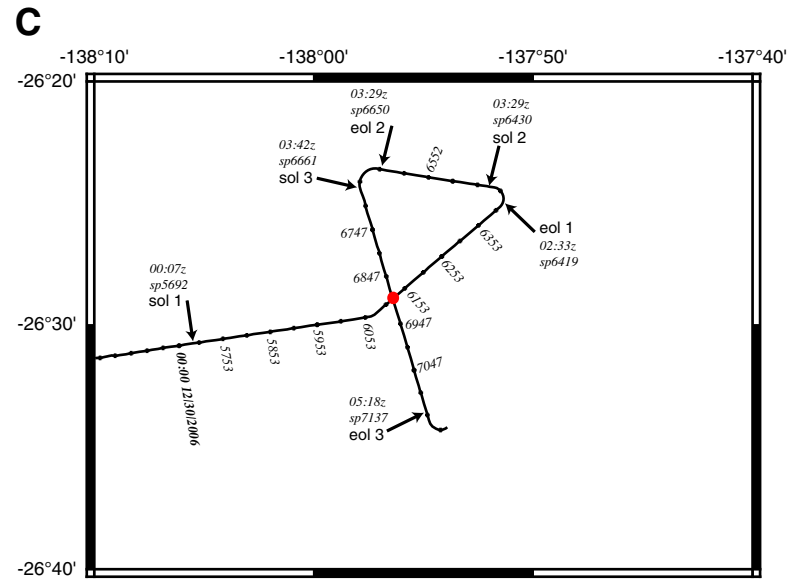 C
-138°10'
-138°00'
-137°50'
-137°40'
-26°20'
03:29z
sp6650
eol 2
03:29z
sp6430
sol 2
03:42z
sp6661
sol 3
6552
eol 1
02:33z
sp6419
6747
6353
6253
00:07z
sp5692
sol 1
6847
6153
-26°30'
6947
6053
5953
5853
5753
00:00 12/30/2006
7047
05:18z
sp7137
eol 3
-26°40'